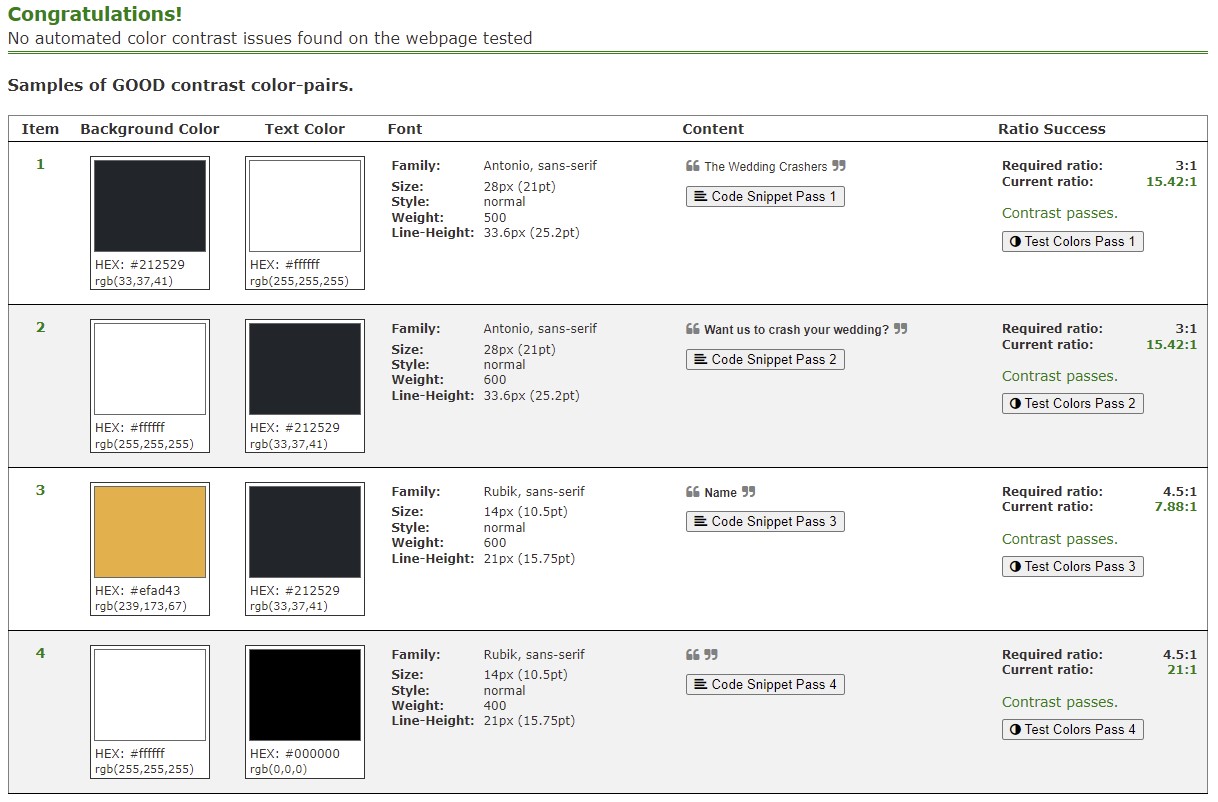 Congratulations!
No automated color contrast issues found on the webpage tested
Samples of GOOD contrast color-pairs.
Item Background Color Text Color Font Content Ratio Success
1
HEX: #212529
rgb(33,37,41)
HEX: #ffffff
rgb(255,255,255)
Family: Antonio, sans-serif
Size: 28px (21pt)
Style: normal
Weight: 500
Line-Height: 33.6px (25.2pt)
❝ The Wedding Crashers ❞
Code Snippet Pass 1
Required ratio: 3:1
Current ratio: 15.42:1
Contrast passes.
Test Colors Pass 1
2
HEX: #ffffff
rgb(255,255,255)
HEX: #212529
rgb(33,37,41)
Family: Antonio, sans-serif
Size: 28px (21pt)
Style: normal
Weight: 600
Line-Height: 33.6px (25.2pt)
❝ Want us to crash your wedding? ❞
Code Snippet Pass 2
Required ratio: 3:1
Current ratio: 15.42:1
Contrast passes.
Test Colors Pass 2
3
HEX: #efad43
rgb(239,173,67)
HEX: #212529
rgb(33,37,41)
Family: Rubik, sans-serif
Size: 14px (10.5pt)
Style: normal
Weight: 600
Line-Height: 21px (15.75pt)
❝ Name ❞
Code Snippet Pass 3
Required ratio: 4.5:1
Current ratio: 7.88:1
Contrast passes.
Test Colors Pass 3
4
HEX: #ffffff
rgb(255,255,255)
HEX: #000000
rgb(0,0,0)
Family: Rubik, sans-serif
Size: 14px (10.5pt)
Style: normal
Weight: 400
Line-Height: 21px (15.75pt)
❝ ❞
Code Snippet Pass 4
Required ratio: 4.5:1
Current ratio: 21:1
Contrast passes.
Test Colors Pass 4